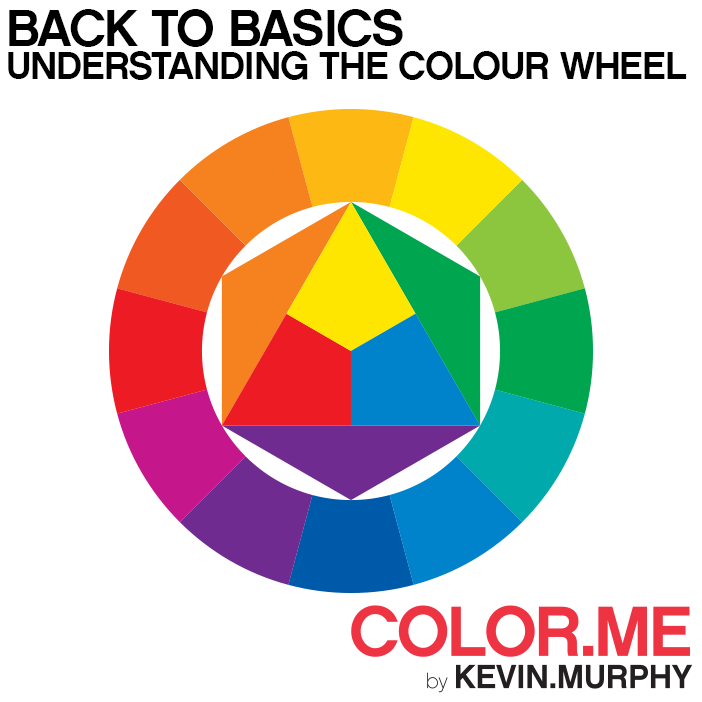 BACK TO BASICS
UNDERSTANDING THE COLOUR WHEEL
COLOR.ME
by KEVIN.MURPHY